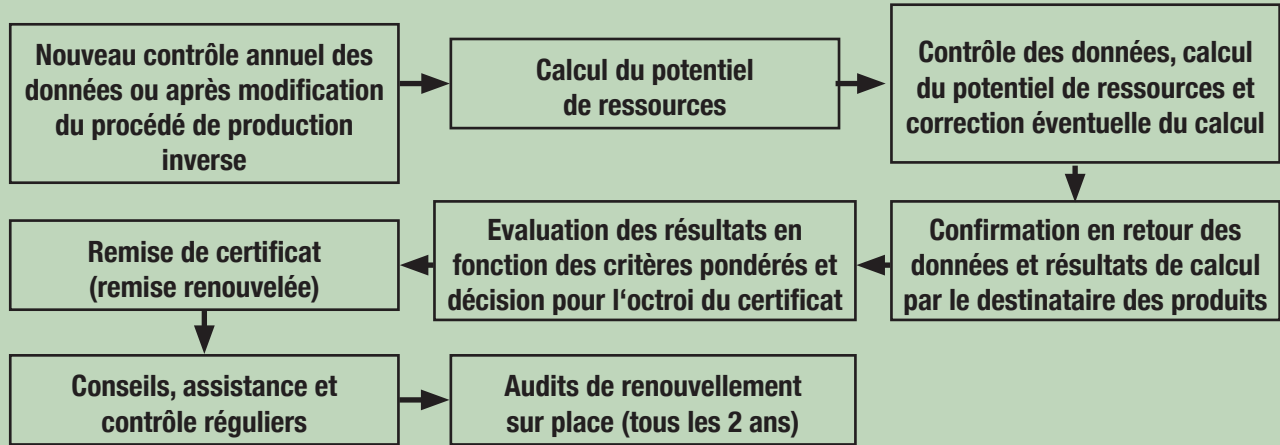 Nouveau contrôle annuel des
données ou après modification
du procédé de production
inverse
Calcul du potentiel
de ressources
Contrôle des données, calcul
du potentiel de ressources et
correction éventuelle du calcul
Confirmation en retour des
données et résultats de calcul
par le destinataire des produits
Evaluation des résultats en
fonction des critères pondérés et
décision pour l‘octroi du certificat
Remise de certificat
(remise renouvelée)
Conseils, assistance et
contrôle réguliers
Audits de renouvellement
sur place (tous les 2 ans)